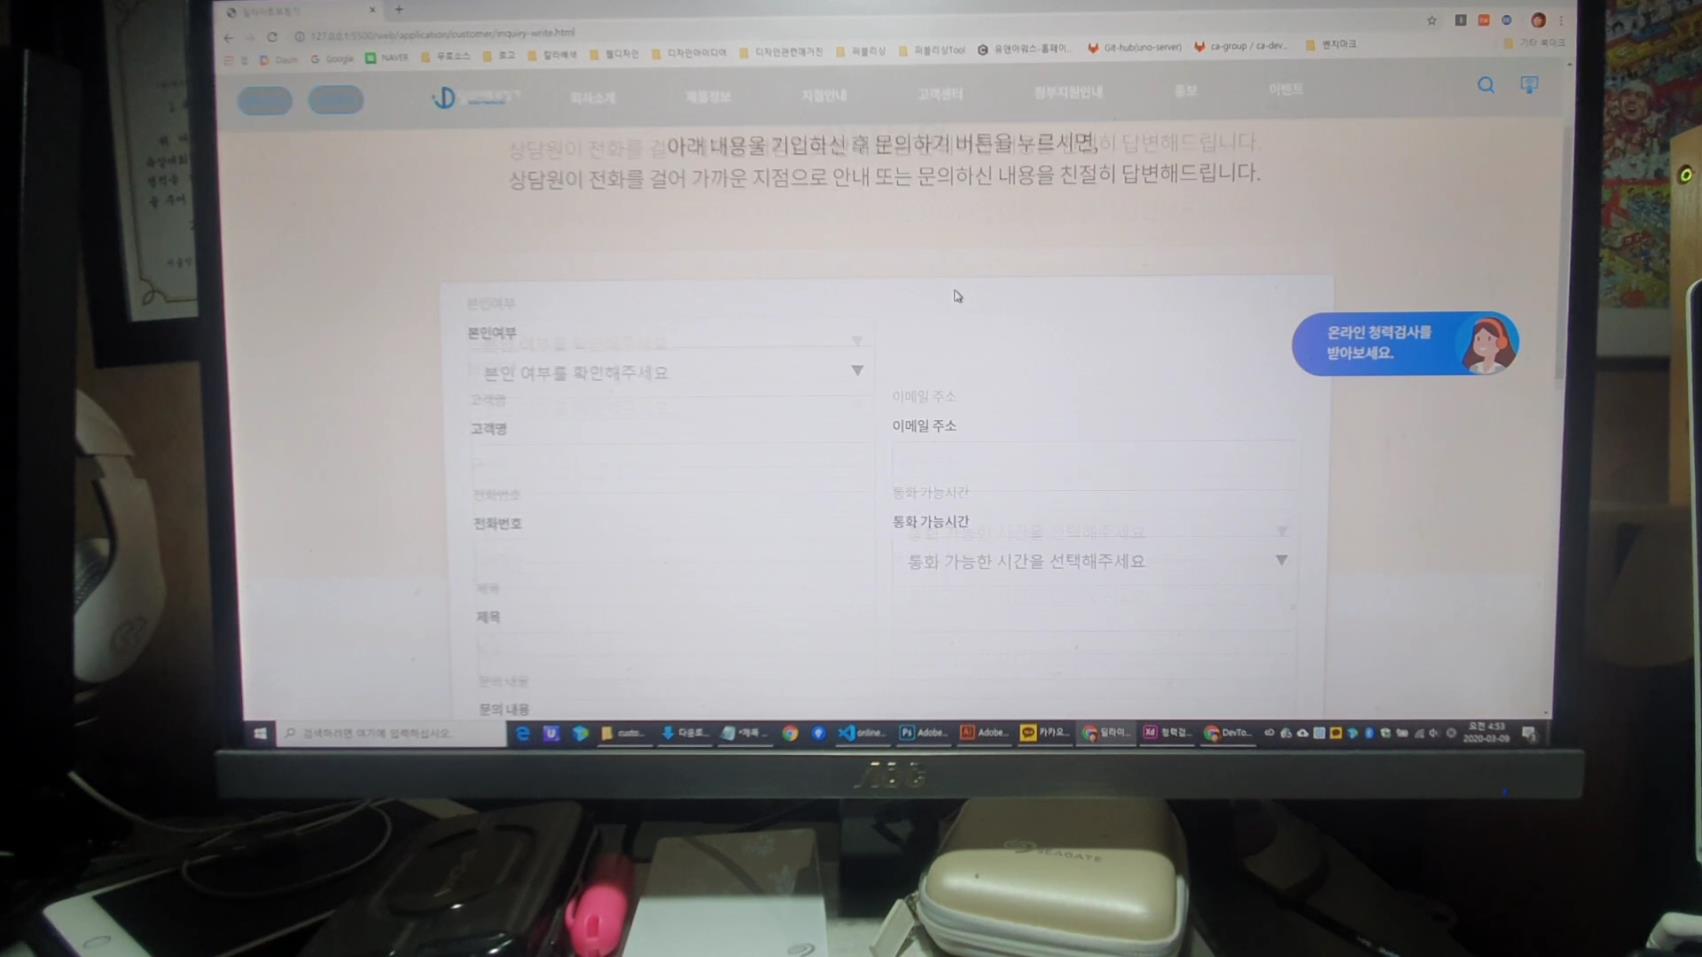 127.0.0.1:5500/web/application/customer/inquiry-write.html
Daum
Google
NAVER
무료소스
로고
칼라배색
웹디자인
디자인아이디어
디자인관련매거진
퍼블리싱
퍼블리싱Tool
유앤아워스-홈페이...
Git-hub(uno-server)
ca-group / ca-dev...
벤치마크
기타 북마크
회사소개
제품정보
지점안내
고객센터
정부지원안내
홍보
이벤트
아래 내용을 기입하신 후 문의하기 버튼을 누르시면,
상담원이 전화를 걸어 가까운 지점으로 안내 또는 문의하신 내용을 친절히 답변해드립니다.
온라인 청력검사를
받아보세요.
본인여부
본인 여부를 확인해주세요
고객명
이메일 주소
전화번호
통화 가능시간
통화 가능한 시간을 선택해주세요
제목
문의 내용
검색하려면 여기에 입력하십시오.
custo...
다운로...
online...
Adobe...
Adobe...
카카오...
딜라이...
청력검...
DevTo...
오전 4:53
2020-03-09
AOC
SEAGATE